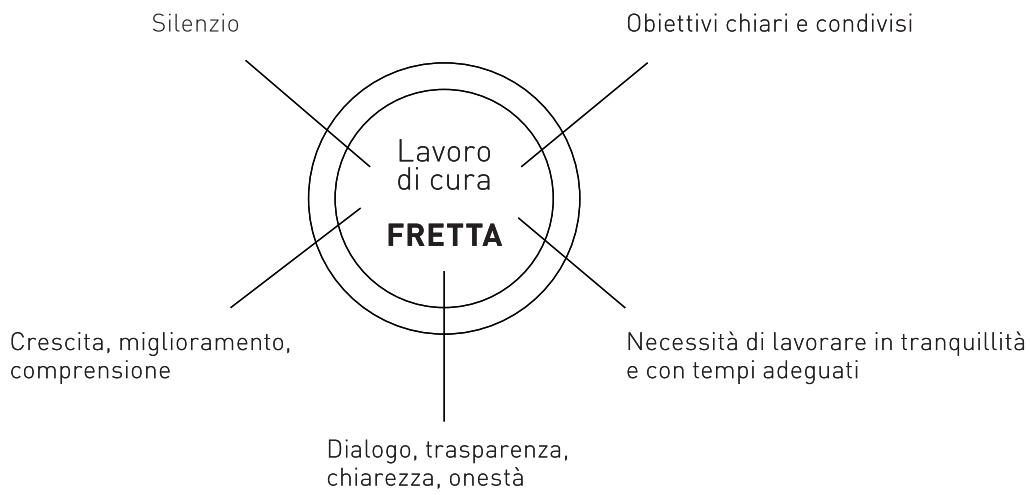 Silenzio
Obiettivi chiari e condivisi
Lavoro
di cura
FRETTA
Crescita, miglioramento,
comprensione
Necessità di lavorare in tranquillità
e con tempi adeguati
Dialogo, trasparenza,
chiarezza, onestà